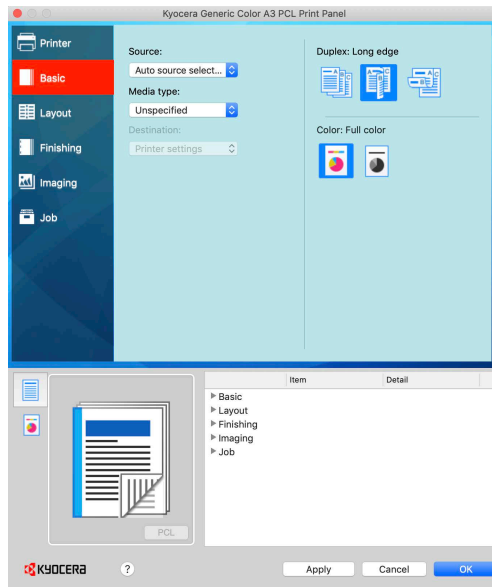 Kyocera Generic Color A3 PCL Print Panel
Printer
Basic
Layout
Finishing
Imaging
Job
Source:
Auto source select...
Media type:
Unspecified
Destination:
Printer settings
Duplex: Long edge
Color: Full color
Item Detail
Basic
Layout
Finishing
Imaging
Job
PCL
KYOCERA
?
Apply Cancel OK